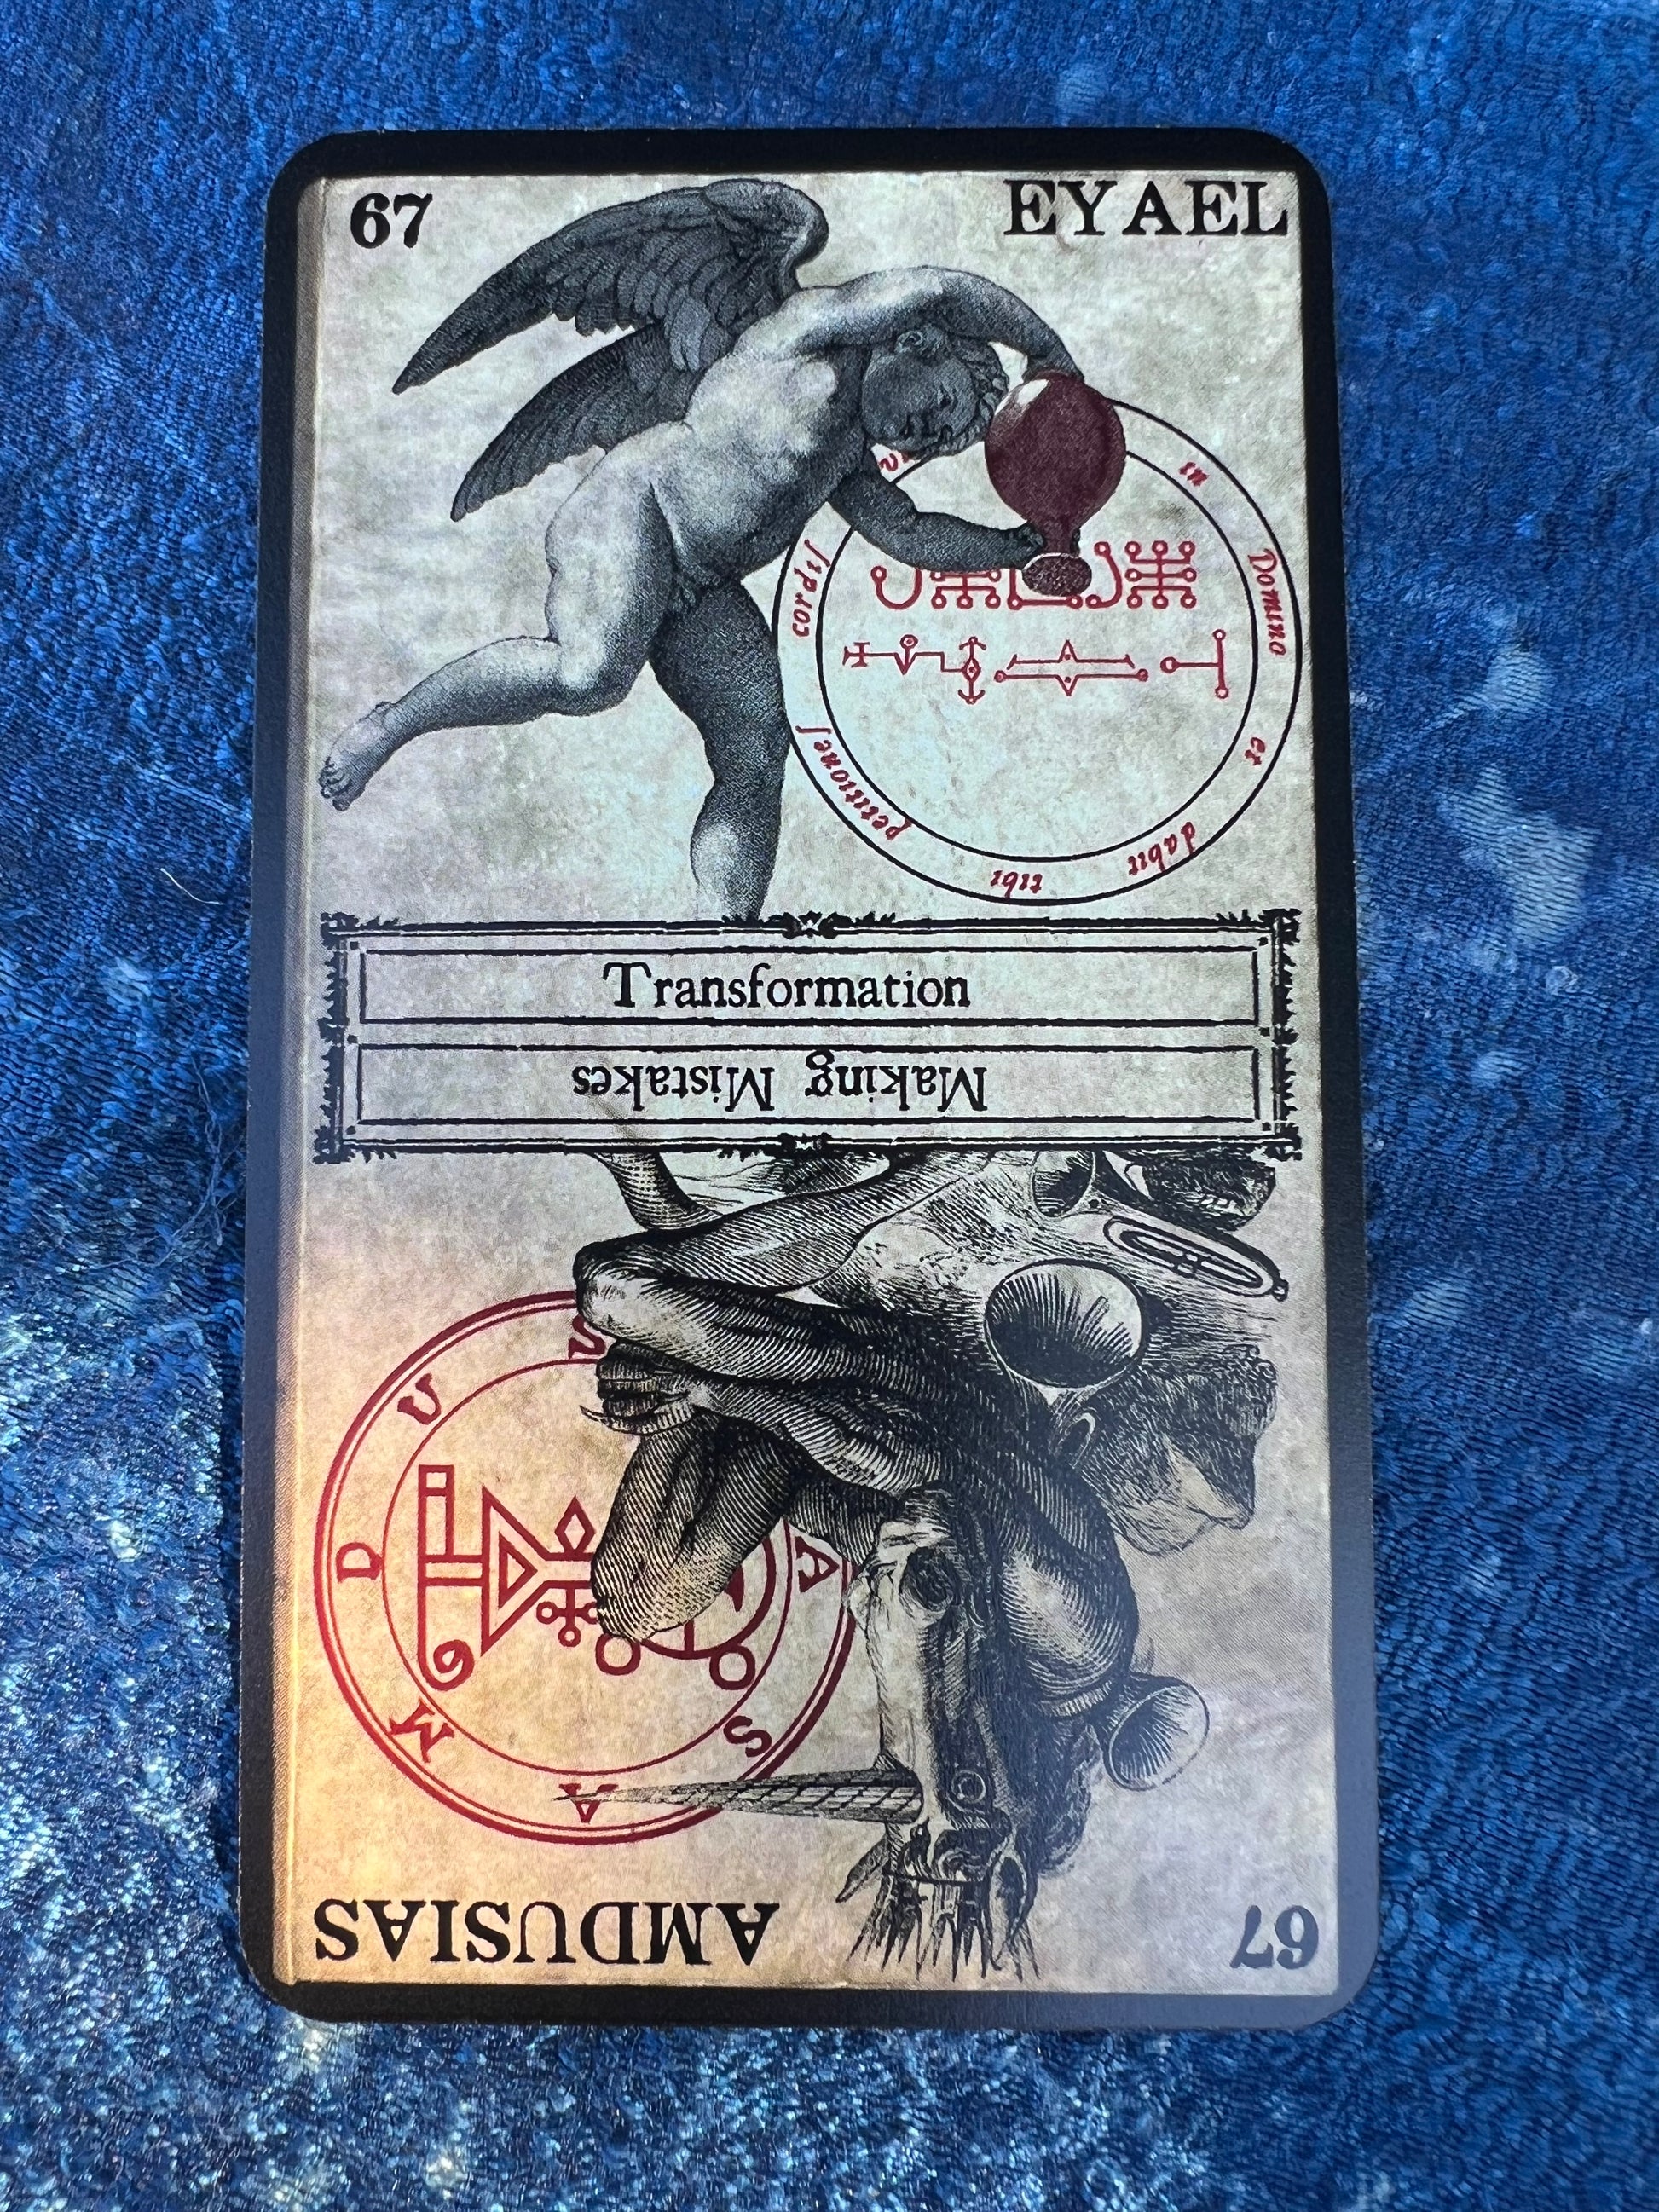 67
EYAEL
in Domino et dabit tibi petitioneſ cordiſ
Transformation
Making Mistakes
A M D U S A S
67
AMDUSIAS